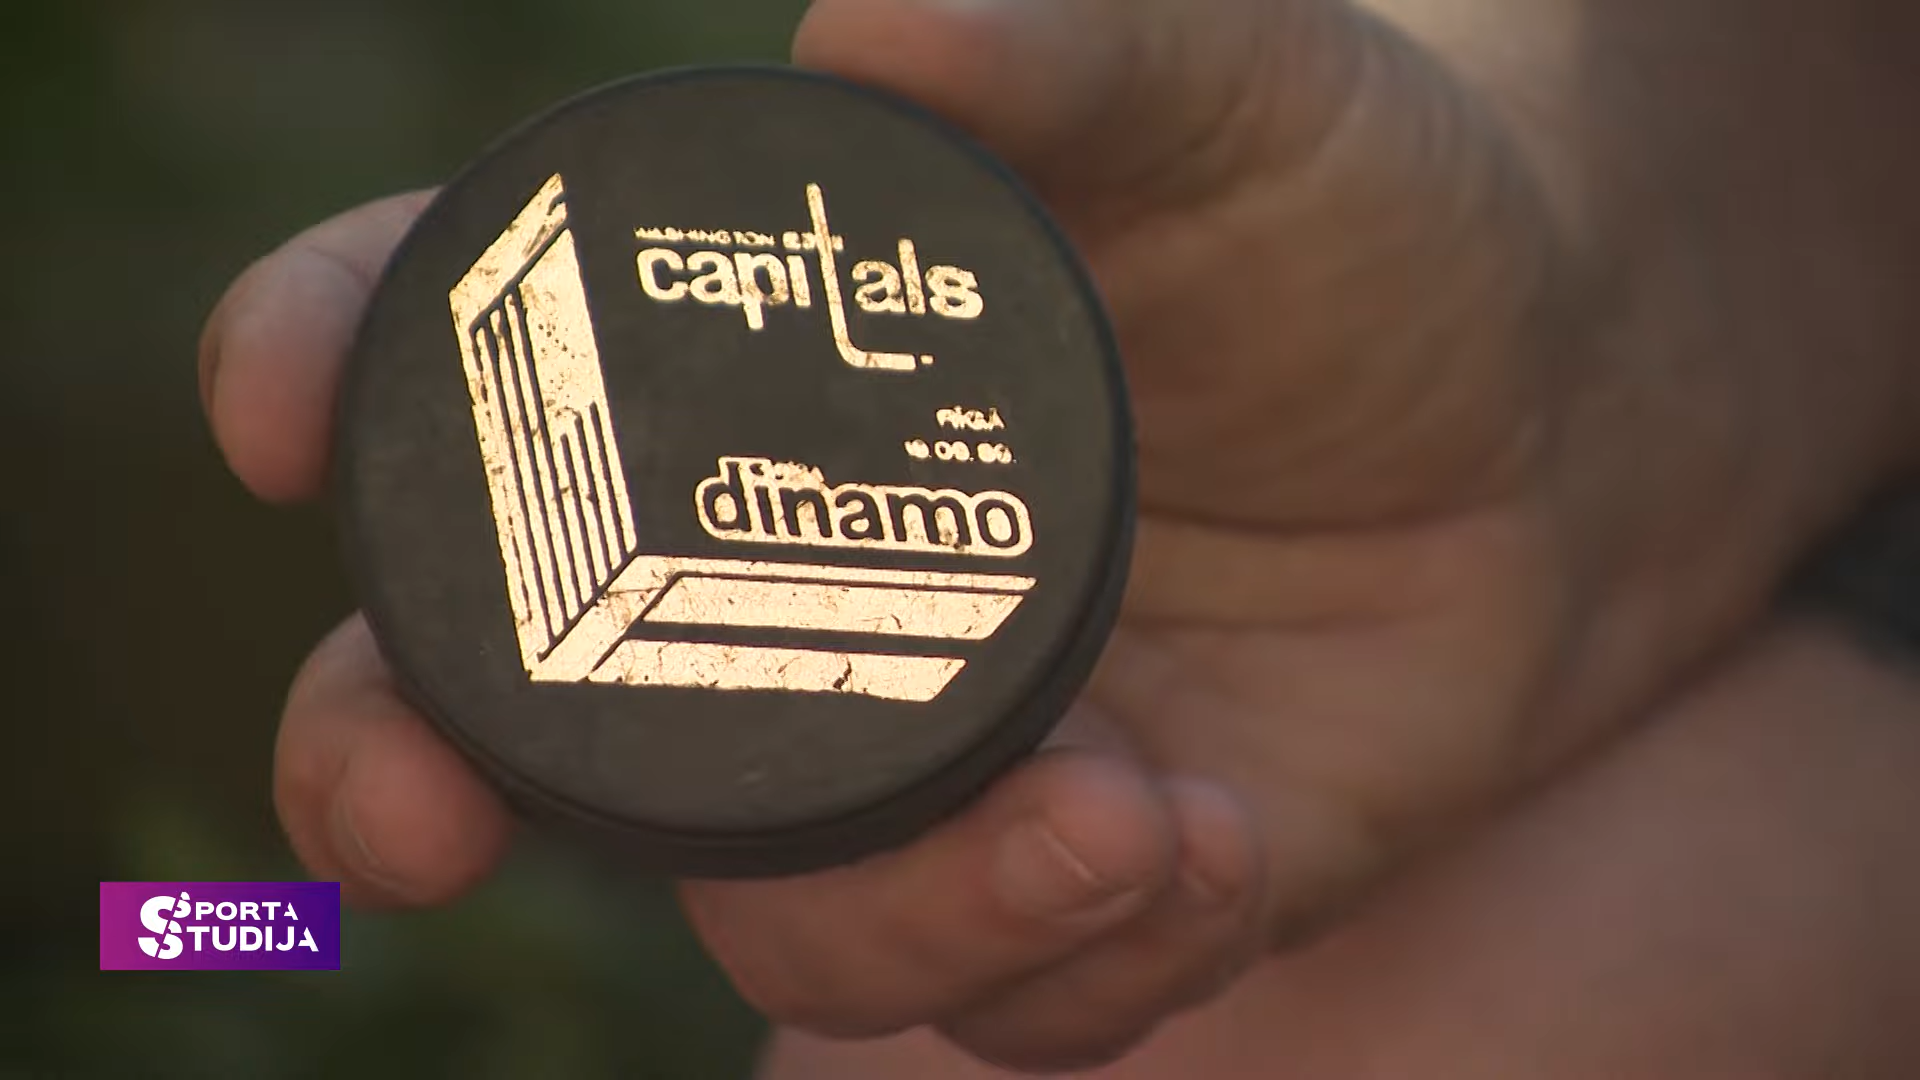 WASHINGTON
capitals
RĪGA
dinamo
SPORTA
STUDIJA